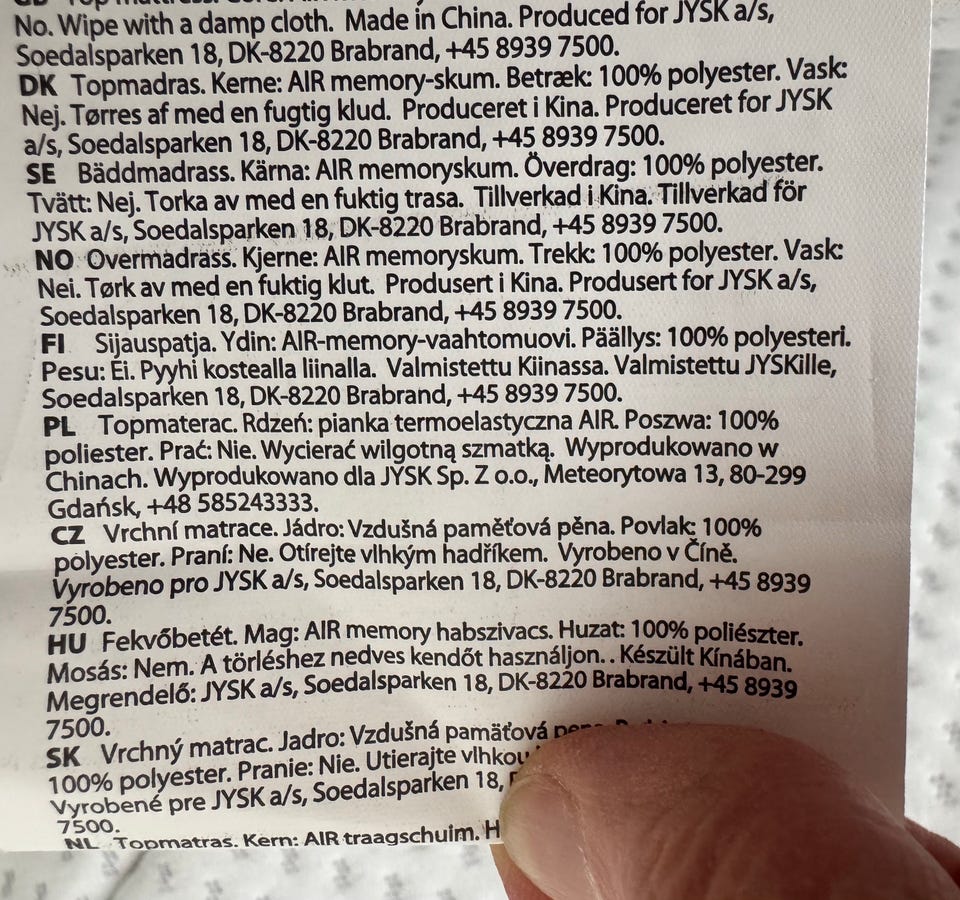 GB Top mattress. Core:
No. Wipe with a damp cloth. Made in China. Produced for JYSK a/s,
Soedalsparken 18, DK-8220 Brabrand, +45 8939 7500.
DK Topmadras. Kerne: AIR memory-skum. Betræk: 100% polyester. Vask:
Nej. Tørres af med en fugtig klud. Produceret i Kina. Produceret for JYSK
a/s, Soedalsparken 18, DK-8220 Brabrand, +45 8939 7500.
SE Bäddmadrass. Kärna: AIR memoryskum. Överdrag: 100% polyester.
Tvätt: Nej. Torka av med en fuktig trasa. Tillverkad i Kina. Tillverkad för
JYSK a/s, Soedalsparken 18, DK-8220 Brabrand, +45 8939 7500.
NO Overmadrass. Kjerne: AIR memoryskum. Trekk: 100% polyester. Vask:
Nei. Tørk av med en fuktig klut. Produsert i Kina. Produsert for JYSK a/s,
Soedalsparken 18, DK-8220 Brabrand, +45 8939 7500.
FI Sijauspatja. Ydin: AIR-memory-vaahtomuovi. Päällys: 100% polyesteri.
Pesu: Ei. Pyyhi kostealla liinalla. Valmistettu Kiinassa. Valmistettu JYSKille,
Soedalsparken 18, DK-8220 Brabrand, +45 8939 7500.
PL Topmaterac. Rdzeń: pianka termoelastyczna AIR. Poszwa: 100%
poliester. Prać: Nie. Wycierać wilgotną szmatką. Wyprodukowano w
Chinach. Wyprodukowano dla JYSK Sp. Z o.o., Meteorytowa 13, 80-299
Gdańsk, +48 585243333.
CZ Vrchní matrace. Jádro: Vzdušná paměťová pěna. Povlak: 100%
polyester. Praní: Ne. Otírejte vlhkým hadříkem. Vyrobeno v Číně.
Vyrobeno pro JYSK a/s, Soedalsparken 18, DK-8220 Brabrand, +45 8939
7500.
HU Fekvőbetét. Mag: AIR memory habszivacs. Huzat: 100% poliészter.
Mosás: Nem. A törléshez nedves kendőt használjon. . Készült Kínában.
Megrendelő: JYSK a/s, Soedalsparken 18, DK-8220 Brabrand, +45 8939
7500.
SK Vrchný matrac. Jadro: Vzdušná pamäťová
100% polyester. Pranie: Nie. Utierajte
Vyrobené pre JYSK a/s, Soedalsparken 18,
7500.
NL Topmatras. Kern: AIR traagschuim.